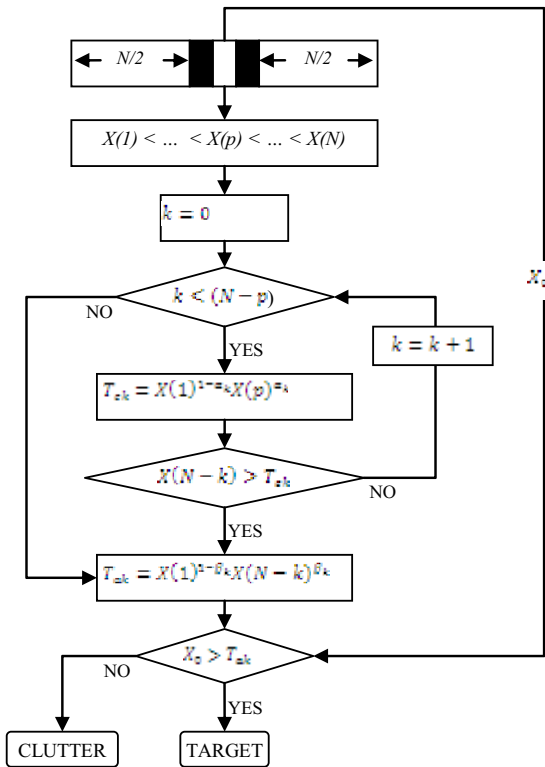 N/2 N/2
X(1) < ... < X(p) < ... < X(N)
k = 0
k < (N − p)
NO
YES
X₀
k = k + 1
X(N − k) >
NO
YES
NO
YES
CLUTTER
TARGET